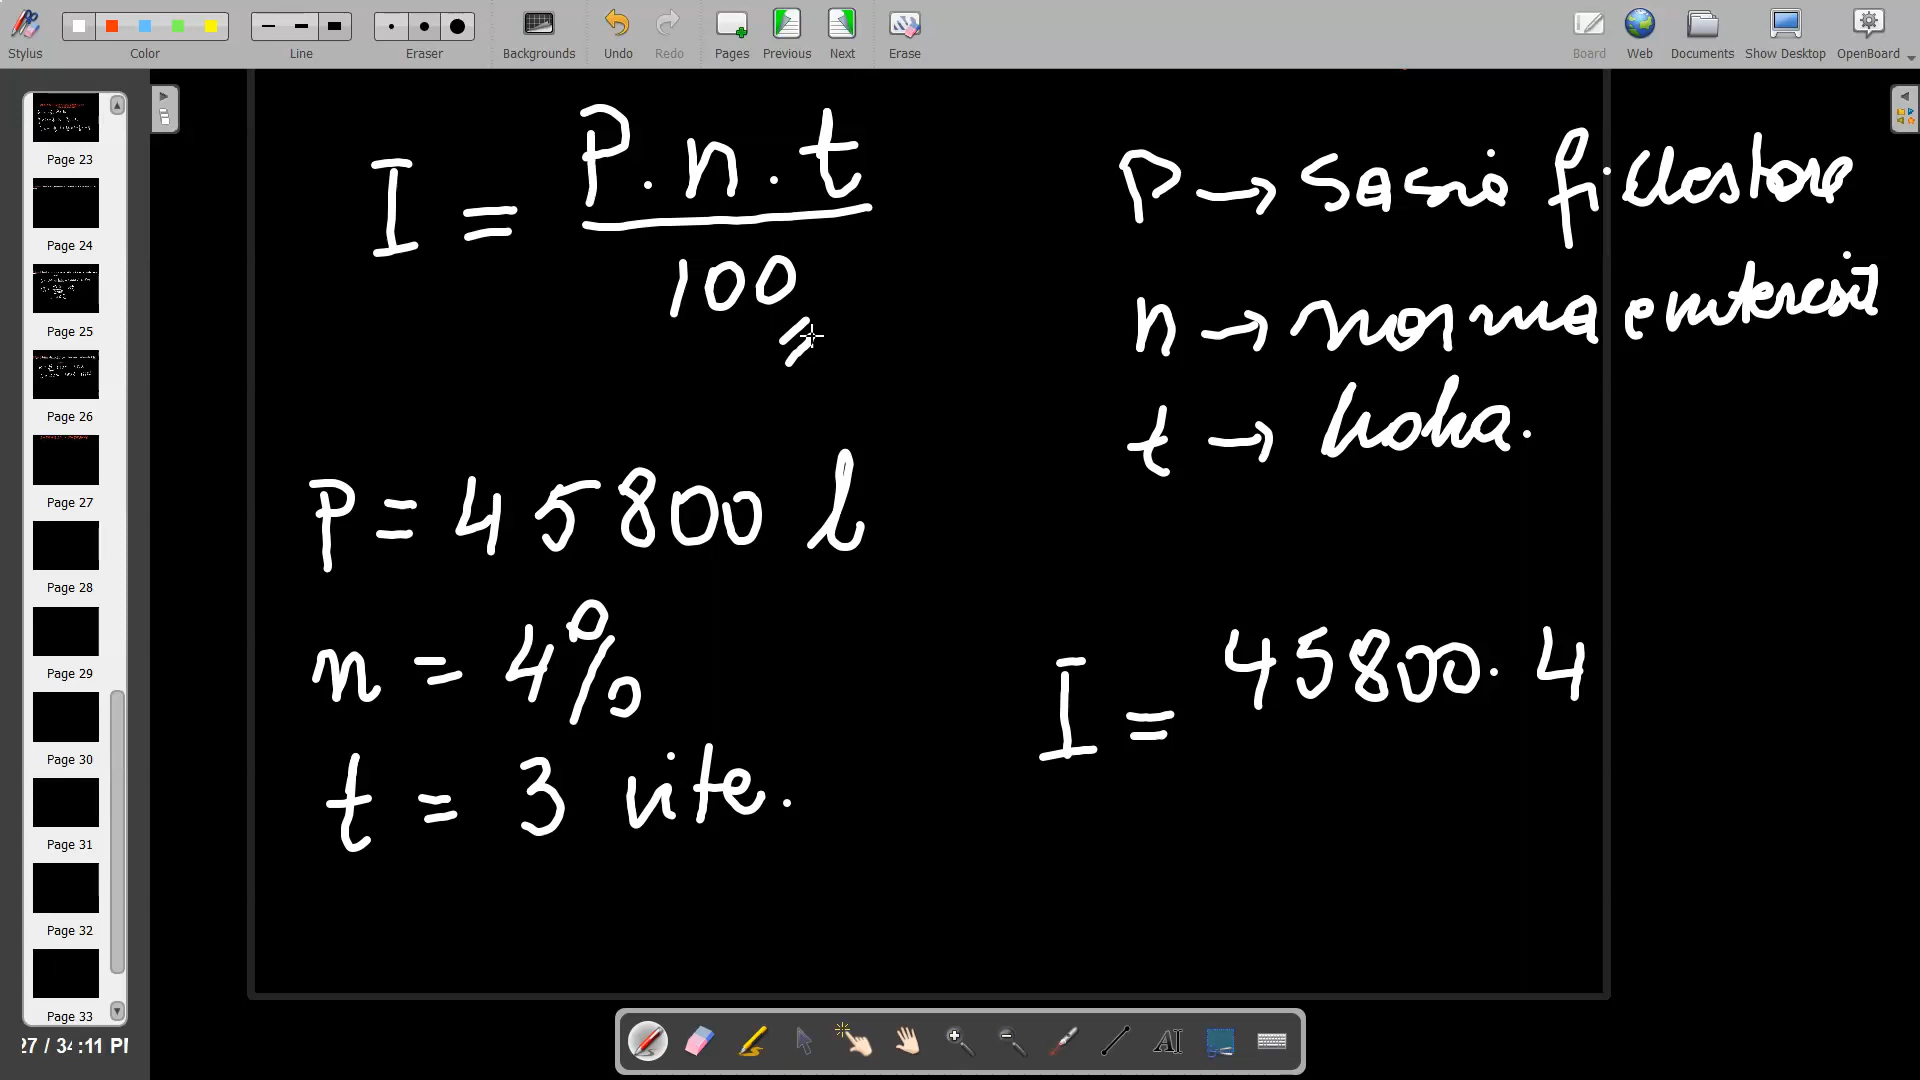 Stylus
Color
Line
Eraser
Backgrounds
Undo
Redo
Pages
Previous
Next
Erase
Board
Web
Documents
Show Desktop
OpenBoard
Page 23
Page 24
Page 25
Page 26
Page 27
Page 28
Page 29
Page 30
Page 31
Page 32
Page 33
I = P. n . t
100
P → sasia fillestare
n → norma e interesit
t → koha.
P = 45800 l
n = 4%
t = 3 vite.
I = 45800. 4